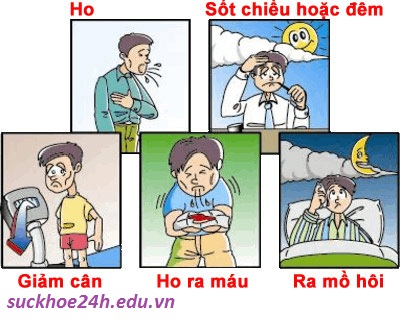 Ho
Sốt chiều hoặc đêm
Giảm cân
Ho ra máu
Ra mồ hôi
suckhoe24h.edu.vn